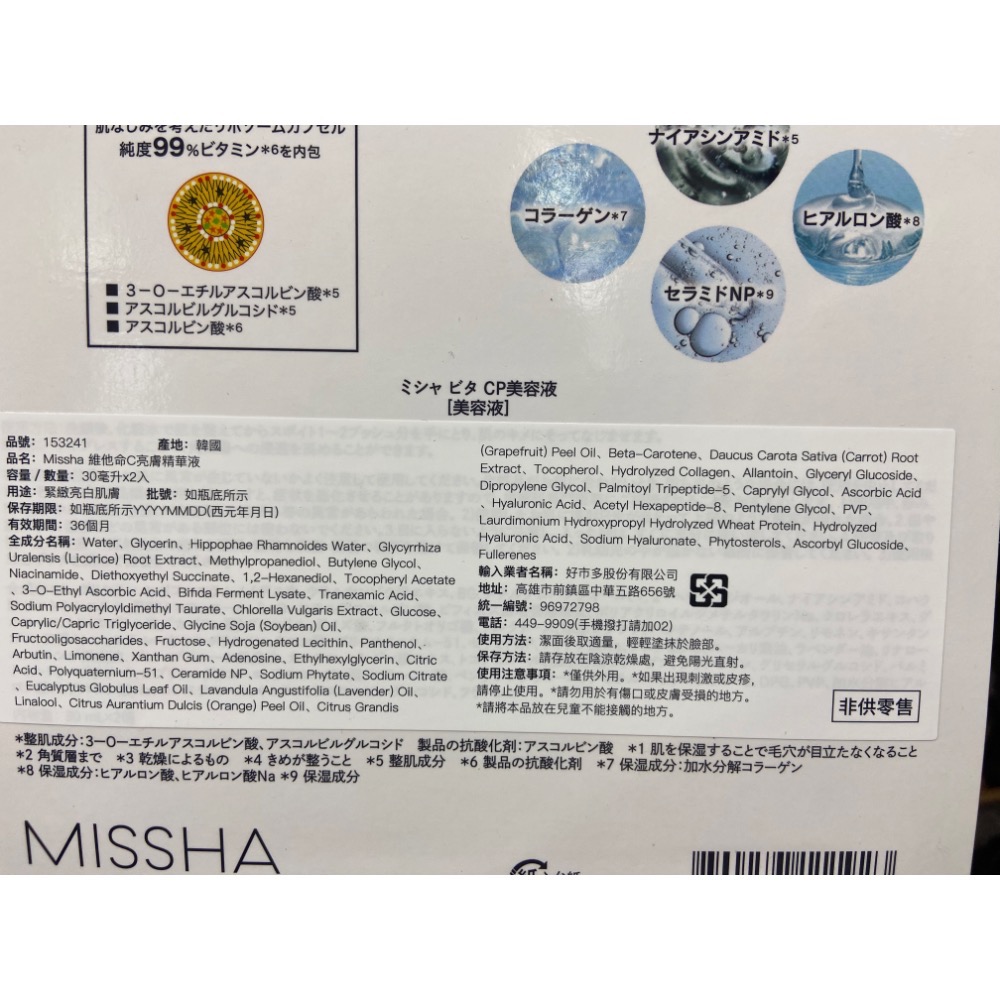 肌なじみを考えたリポソームカプセル
純度99%ビタミン*6を内包
■ 3-O-エチルアスコルビン酸*5
■ アスコルビルグルコシド*5
■ アスコルビン酸*6
ナイアシンアミド*5
コラーゲン*7
ヒアルロン酸*8
セラミドNP*9
ミシャ ビタ CP美容液
[美容液]
品號: 153241 產地: 韓國
品名: Missha 維他命C亮膚精華液
容量 / 數量: 30毫升x2入
用途: 緊緻亮白肌膚 批號: 如瓶底所示
保存期限: 如瓶底所示YYYYMMDD(西元年月日)
有效期間: 36個月
全成分名稱: Water、Glycerin、Hippophae Rhamnoides Water、Glycyrrhiza
Uralensis (Licorice) Root Extract、Methylpropanediol、Butylene Glycol、
Niacinamide、Diethoxyethyl Succinate、1,2-Hexanediol、Tocopheryl Acetate
、3-O-Ethyl Ascorbic Acid、Bifida Ferment Lysate、Tranexamic Acid、
Sodium Polyacryloyldimethyl Taurate、Chlorella Vulgaris Extract、Glucose、
Caprylic/Capric Triglyceride、Glycine Soja (Soybean) Oil、
Fructooligosaccharides、Fructose、Hydrogenated Lecithin、Panthenol、
Arbutin、Limonene、Xanthan Gum、Adenosine、Ethylhexylglycerin、Citric
Acid、Polyquaternium-51、Ceramide NP、Sodium Phytate、Sodium Citrate
、Eucalyptus Globulus Leaf Oil、Lavandula Angustifolia (Lavender) Oil、
Linalool、Citrus Aurantium Dulcis (Orange) Peel Oil、Citrus Grandis
(Grapefruit) Peel Oil、Beta-Carotene、Daucus Carota Sativa (Carrot) Root
Extract、Tocopherol、Hydrolyzed Collagen、Allantoin、Glyceryl Glucoside、
Dipropylene Glycol、Palmitoyl Tripeptide-5、Caprylyl Glycol、Ascorbic Acid
、Hyaluronic Acid、Acetyl Hexapeptide-8、Pentylene Glycol、PVP、
Laurdimonium Hydroxypropyl Hydrolyzed Wheat Protein、Hydrolyzed
Hyaluronic Acid、Sodium Hyaluronate、Phytosterols、Ascorbyl Glucoside、
Fullerenes
輸入業者名稱: 好市多股份有限公司
地址: 高雄市前鎮區中華五路656號
統一編號: 96972798
電話: 449-9909(手機撥打請加02)
使用方法: 潔面後取適量，輕輕塗抹於臉部。
保存方法: 請存放在陰涼乾燥處，避免陽光直射。
使用注意事項: *僅供外用。*如果出現刺激或皮疹，
請停止使用。*請勿用於有傷口或皮膚受損的地方。
*請將本品放在兒童不能接觸的地方。
非供零售
*整肌成分:3-O-エチルアスコルビン酸、アスコルビルグルコシド 製品の抗酸化剤:アスコルビン酸 *1 肌を保湿することで毛穴が目立たなくなること
*2 角質層まで *3 乾燥によるもの *4 きめが整うこと *5 整肌成分 *6 製品の抗酸化剤 *7 保湿成分:加水分解コラーゲン
*8 保湿成分:ヒアルロン酸、ヒアルロン酸Na *9 保湿成分
MISSHA